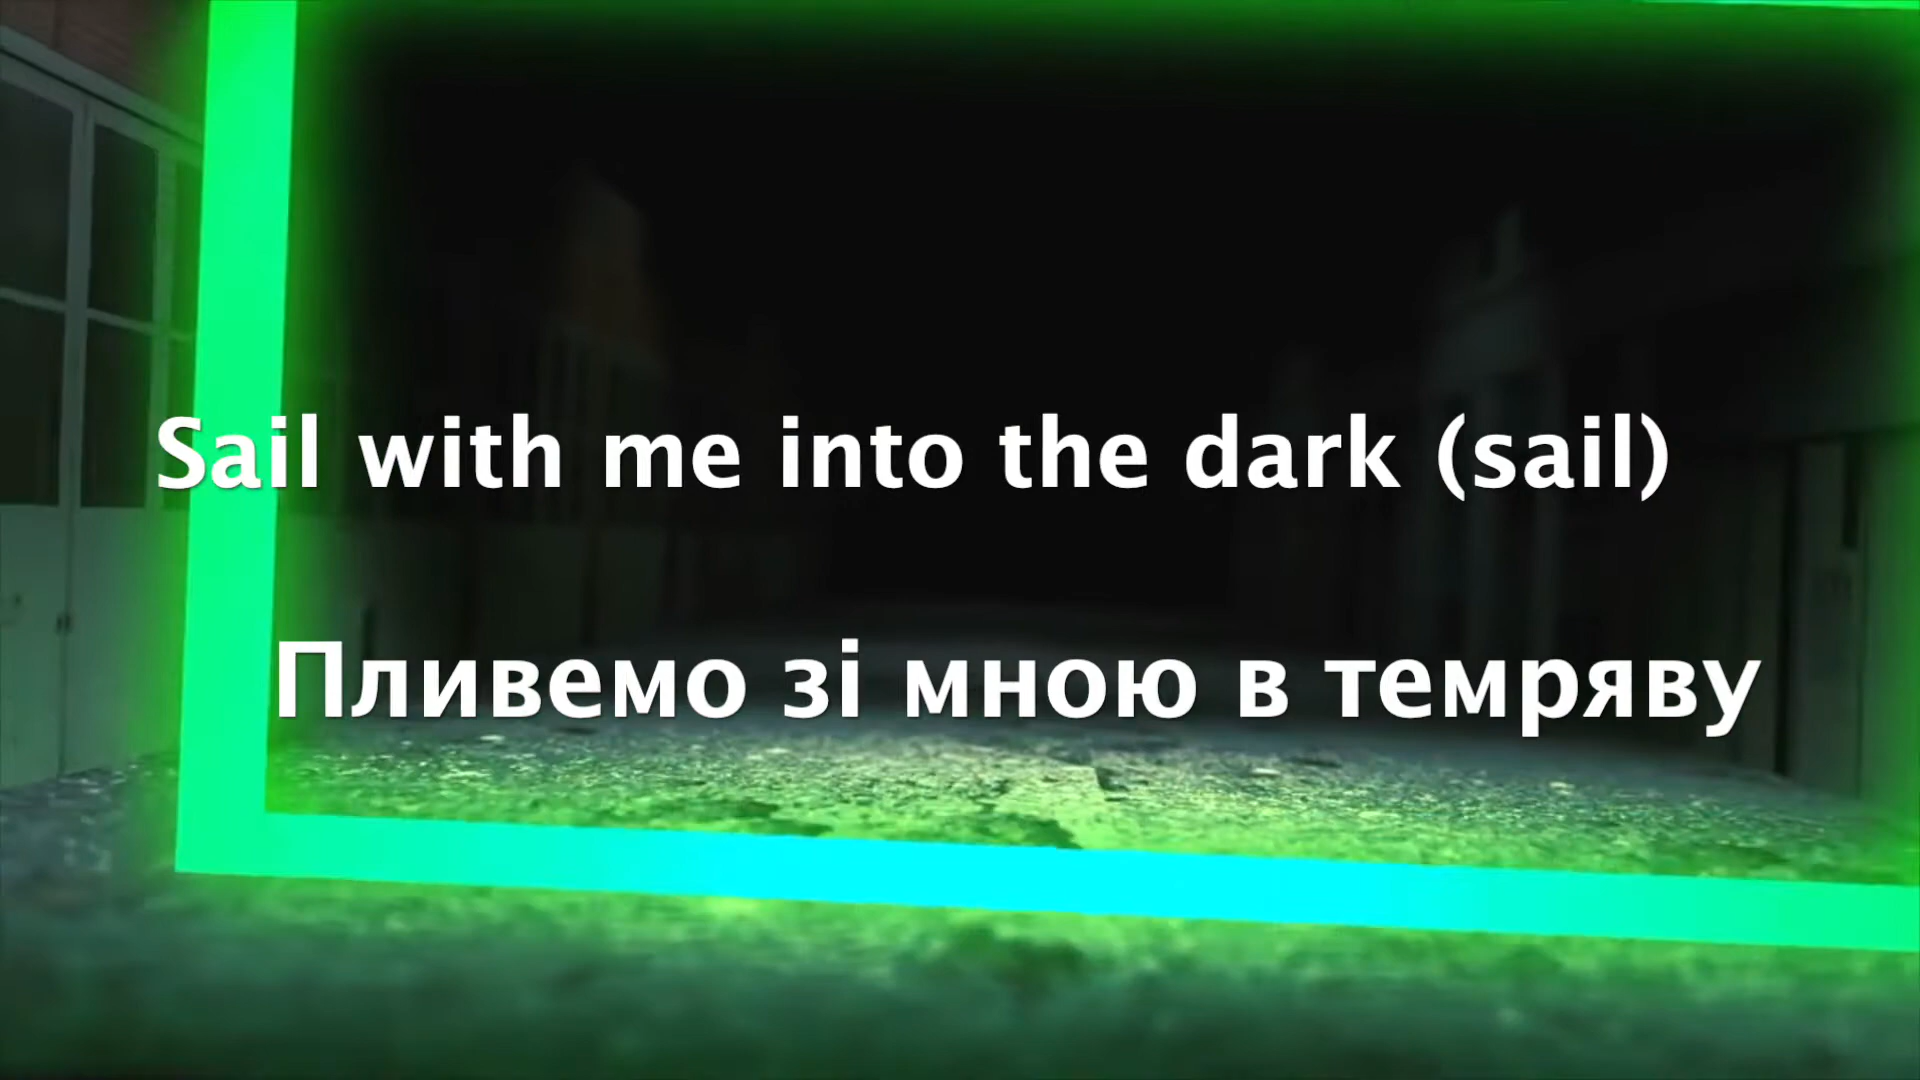 Sail with me into the dark (sail)
Пливемо зі мною в темряву